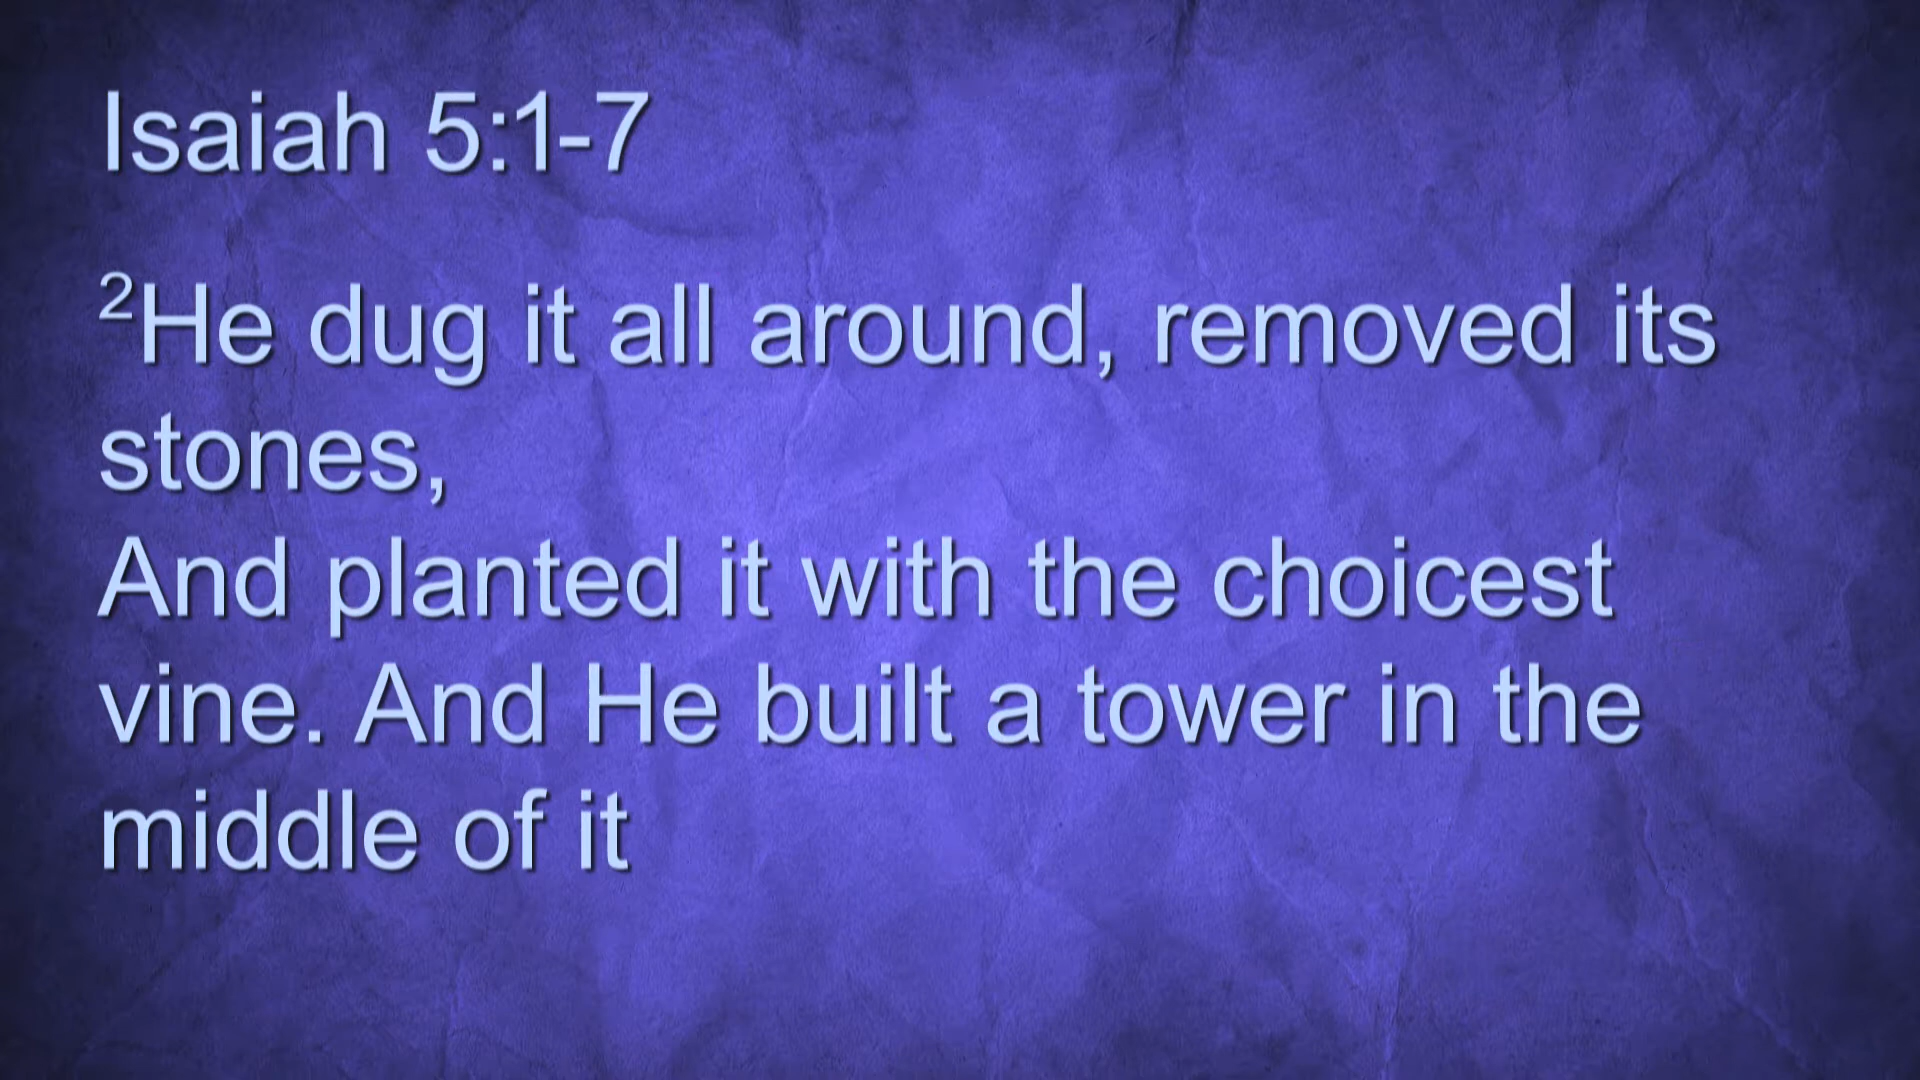 Isaiah 5:1-7
²He dug it all around, removed its
stones,
And planted it with the choicest
vine. And He built a tower in the
middle of it